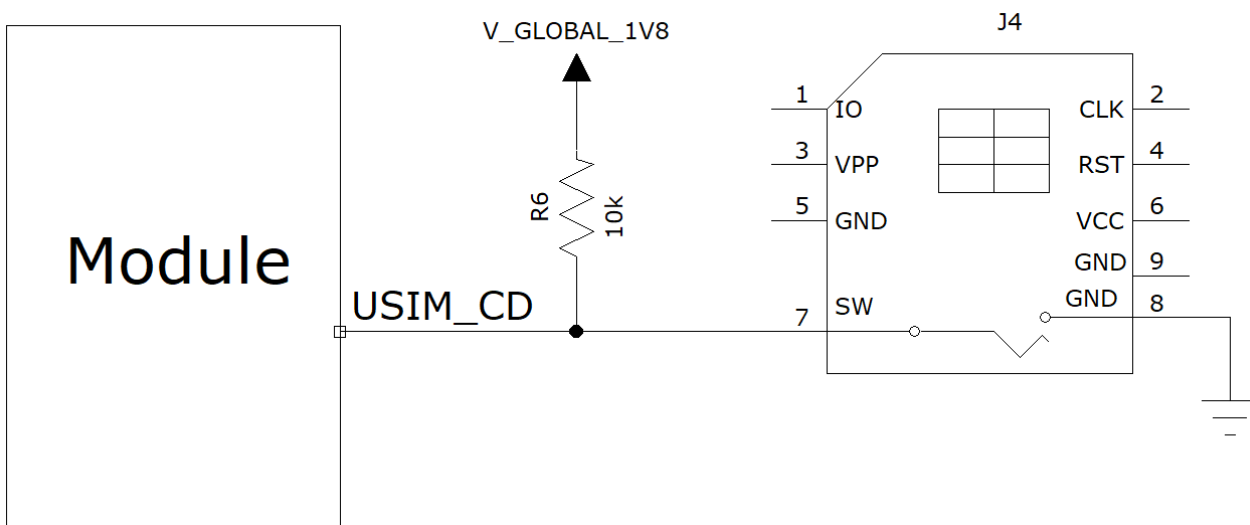 V_GLOBAL_1V8
J4
1
IO
CLK
2
3
VPP
RST
4
R6
10k
5
GND
VCC
6
Module
GND
9
USIM_CD
7
SW
GND
8